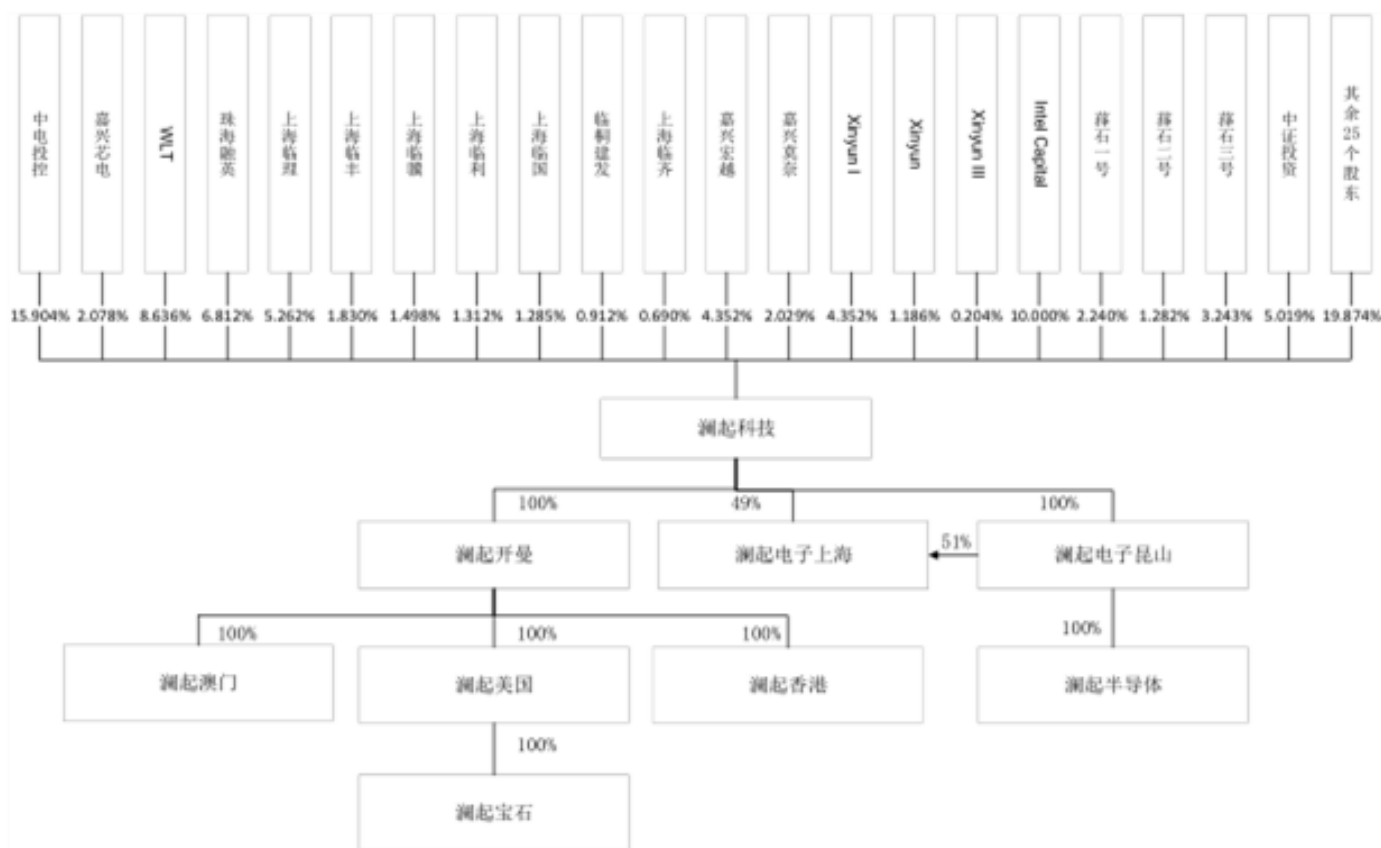 中电投控
嘉兴芯电
WLT
珠海融英
上海临理
上海临丰
上海临骥
上海临利
上海临国
临桐建发
上海临齐
嘉兴宏越
嘉兴莫奈
Xinyun I
Xinyun
Xinyun III
Intel Capital
萚石一号
萚石二号
萚石三号
中证投资
其余25个股东
15.904% 2.078% 8.636% 6.812% 5.262% 1.830% 1.498% 1.312% 1.285% 0.912% 0.690% 4.352% 2.029% 4.352% 1.186% 0.204% 10.000% 2.240% 1.282% 3.243% 5.019% 19.874%
澜起科技
100% 49% 100%
澜起开曼 澜起电子上海 51% 澜起电子昆山
100% 100% 100% 100%
澜起澳门 澜起美国 澜起香港 澜起半导体
100%
澜起宝石